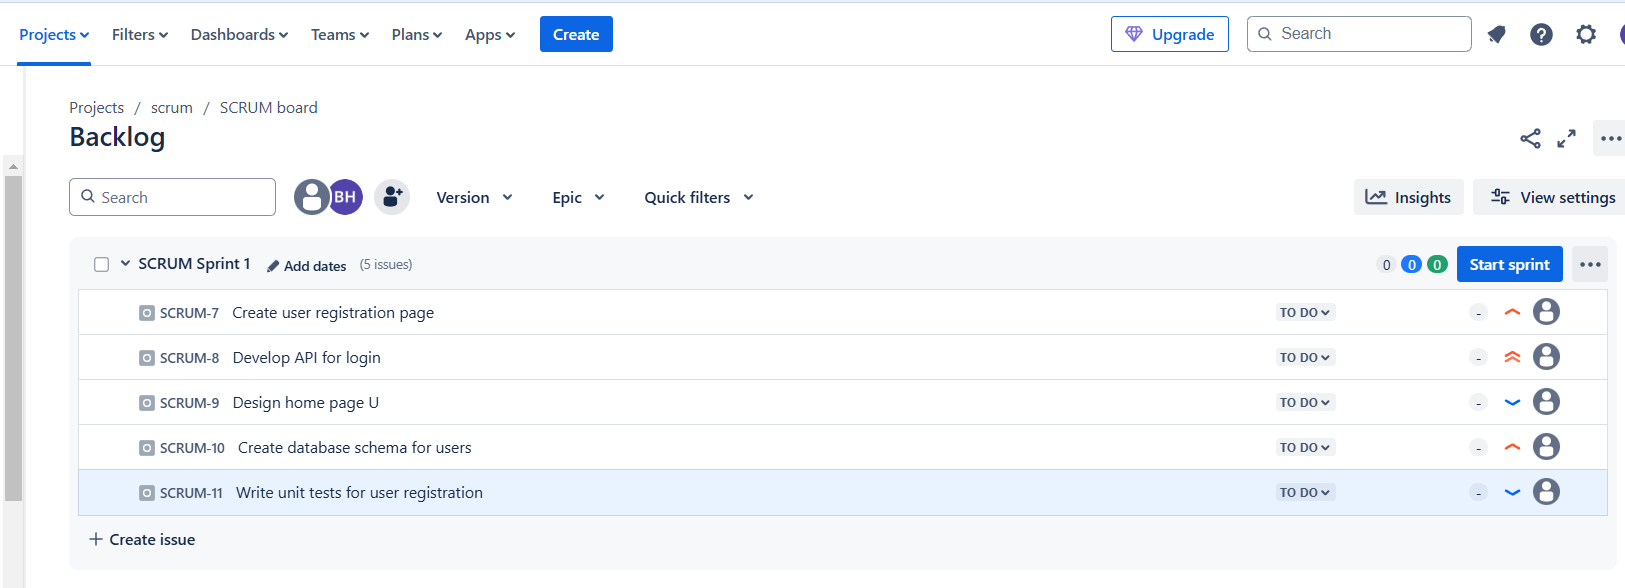 Projects Filters Dashboards Teams Plans Apps Create Upgrade Search
Projects / scrum / SCRUM board
Backlog
Search BH Version Epic Quick filters Insights View settings
SCRUM Sprint 1 Add dates (5 issues) 0 0 0 Start sprint
SCRUM-7 Create user registration page TO DO -
SCRUM-8 Develop API for login TO DO -
SCRUM-9 Design home page U TO DO -
SCRUM-10 Create database schema for users TO DO -
SCRUM-11 Write unit tests for user registration TO DO -
+ Create issue